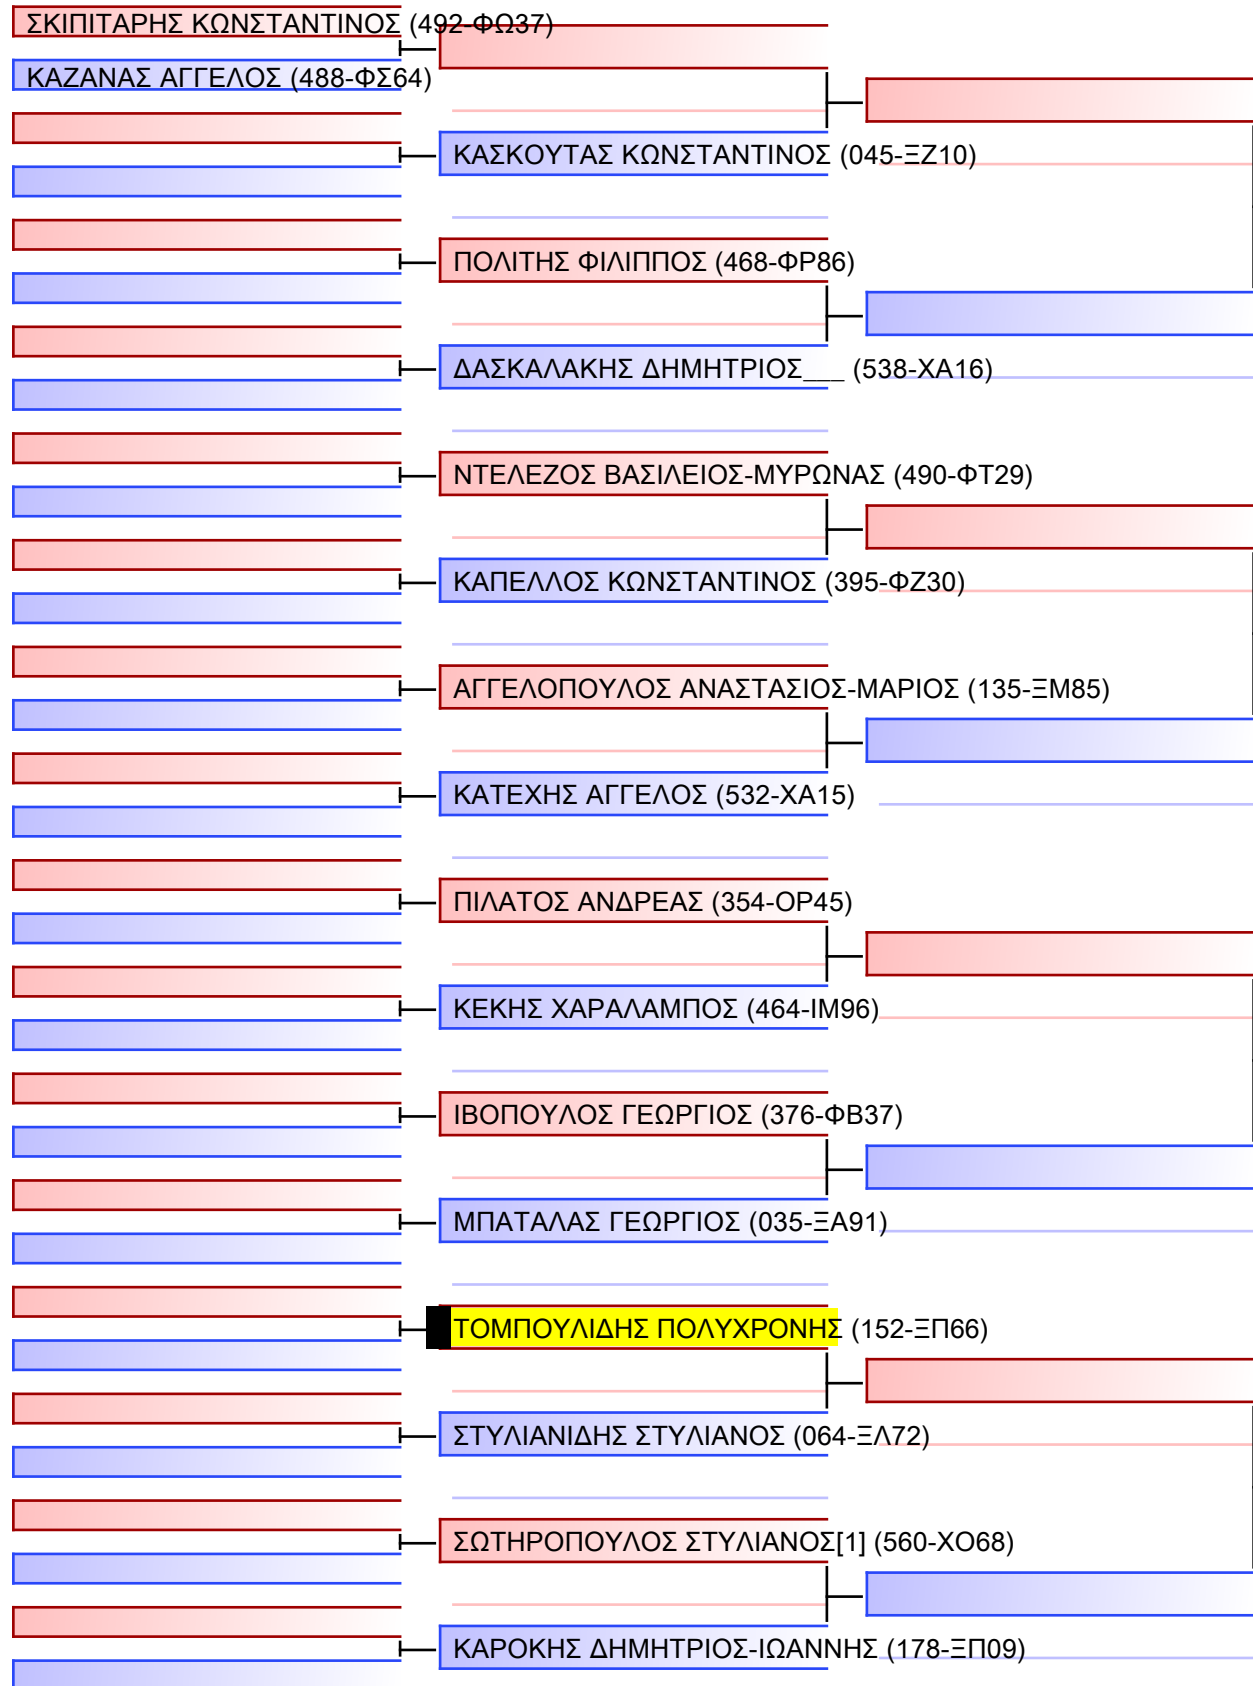 ΣΚΙΠΙΤΑΡΗΣ ΚΩΝΣΤΑΝΤΙΝΟΣ (492-ΦΩ37)
ΚΑΖΑΝΑΣ ΑΓΓΕΛΟΣ (488-ΦΣ64)
ΚΑΣΚΟΥΤΑΣ ΚΩΝΣΤΑΝΤΙΝΟΣ (045-ΞΖ10)
ΠΟΛΙΤΗΣ ΦΙΛΙΠΠΟΣ (468-ΦΡ86)
ΔΑΣΚΑΛΑΚΗΣ ΔΗΜΗΤΡΙΟΣ___ (538-ΧΑ16)
ΝΤΕΛΕΖΟΣ ΒΑΣΙΛΕΙΟΣ-ΜΥΡΩΝΑΣ (490-ΦΤ29)
ΚΑΠΕΛΛΟΣ ΚΩΝΣΤΑΝΤΙΝΟΣ (395-ΦΖ30)
ΑΓΓΕΛΟΠΟΥΛΟΣ ΑΝΑΣΤΑΣΙΟΣ-ΜΑΡΙΟΣ (135-ΞΜ85)
ΚΑΤΕΧΗΣ ΑΓΓΕΛΟΣ (532-ΧΑ15)
ΠΙΛΑΤΟΣ ΑΝΔΡΕΑΣ (354-ΟΡ45)
ΚΕΚΗΣ ΧΑΡΑΛΑΜΠΟΣ (464-ΙΜ96)
ΙΒΟΠΟΥΛΟΣ ΓΕΩΡΓΙΟΣ (376-ΦΒ37)
ΜΠΑΤΑΛΑΣ ΓΕΩΡΓΙΟΣ (035-ΞΑ91)
ΤΟΜΠΟΥΛΙΔΗΣ ΠΟΛΥΧΡΟΝΗΣ (152-ΞΠ66)
ΣΤΥΛΙΑΝΙΔΗΣ ΣΤΥΛΙΑΝΟΣ (064-ΞΛ72)
ΣΩΤΗΡΟΠΟΥΛΟΣ ΣΤΥΛΙΑΝΟΣ[1] (560-ΧΟ68)
ΚΑΡΟΚΗΣ ΔΗΜΗΤΡΙΟΣ-ΙΩΑΝΝΗΣ (178-ΞΠ09)